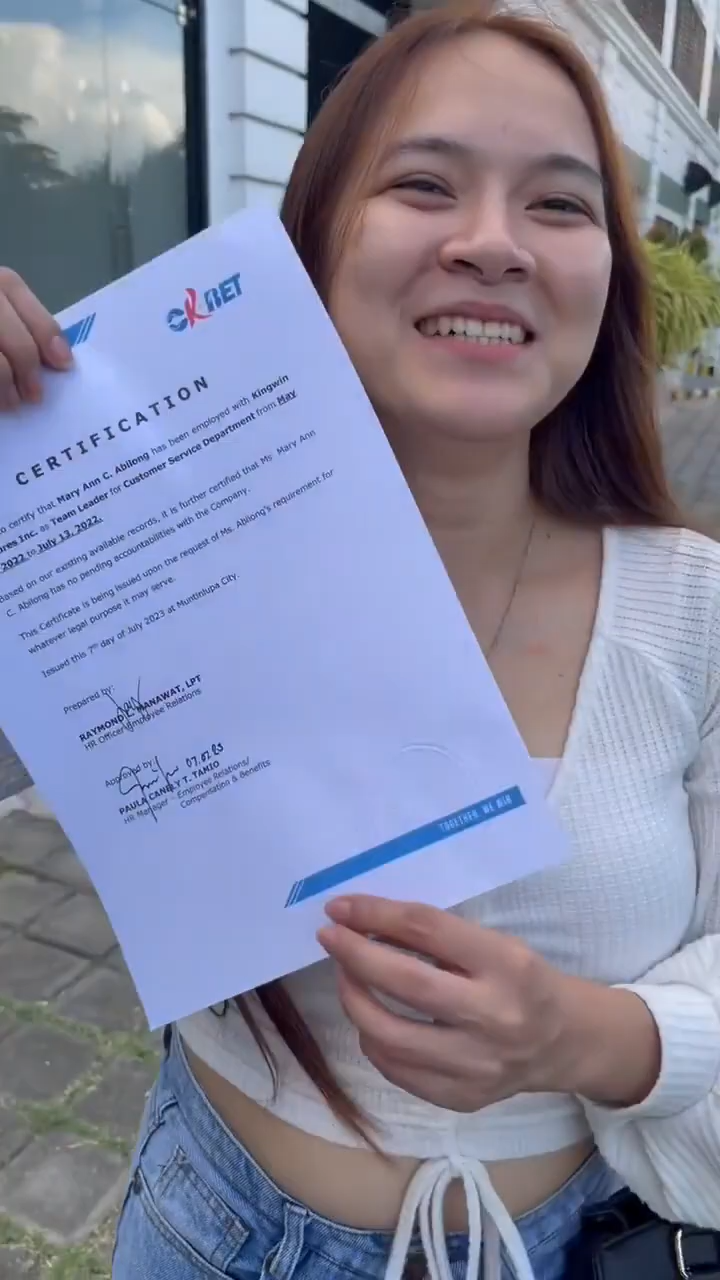 OKBET
CERTIFICATION
to certify that Mary Ann C. Abilong has been employed with Kingwin
Inc. as Team Leader for Customer Service Department from May
2022 to July 13, 2022.
Based on our existing available records, it is further certified that Ms. Mary Ann
C. Abilong has no pending accountabilities with the Company.
This Certificate is being issued upon the request of Ms. Abilong's requirement for
whatever legal purpose it may serve.
Issued this 7th day of July 2023 at Muntinlupa City.
Prepared by:
RAYMOND L. MANAWAT, LPT
HR Officer Employee Relations
Approved by:
PAULA T. TAMIO
HR Manager – Employee Relations/
Compensation & Benefits
TOGETHER, WE WIN